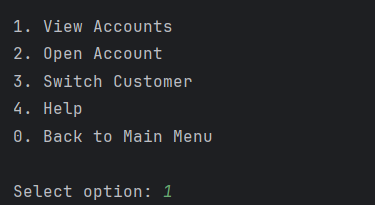 1. View Accounts
2. Open Account
3. Switch Customer
4. Help
0. Back to Main Menu
Select option: 1